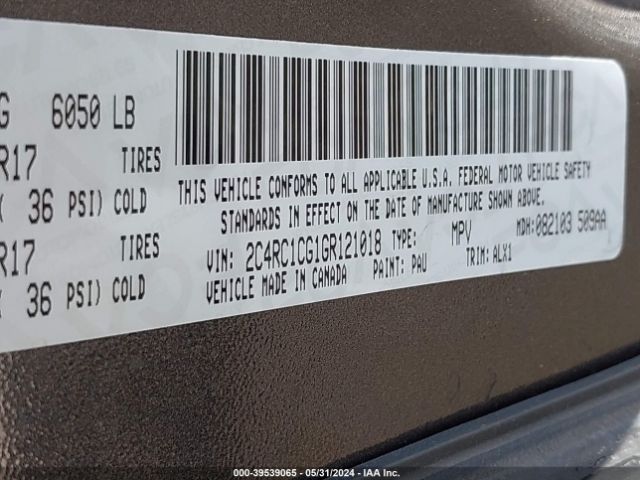 G 6050 LB
R17 TIRES
( 36 PSI) COLD
R17 TIRES
( 36 PSI) COLD
THIS VEHICLE CONFORMS TO ALL APPLICABLE U.S.A. FEDERAL MOTOR VEHICLE SAFETY
STANDARDS IN EFFECT ON THE DATE OF MANUFACTURE SHOWN ABOVE.
VIN: 2C4RC1CG1GR121018 TYPE: MPV MDH:082103 509AA
VEHICLE MADE IN CANADA PAINT: PAU TRIM: ALX1
000-39539065 - 05/31/2024 - IAA Inc.